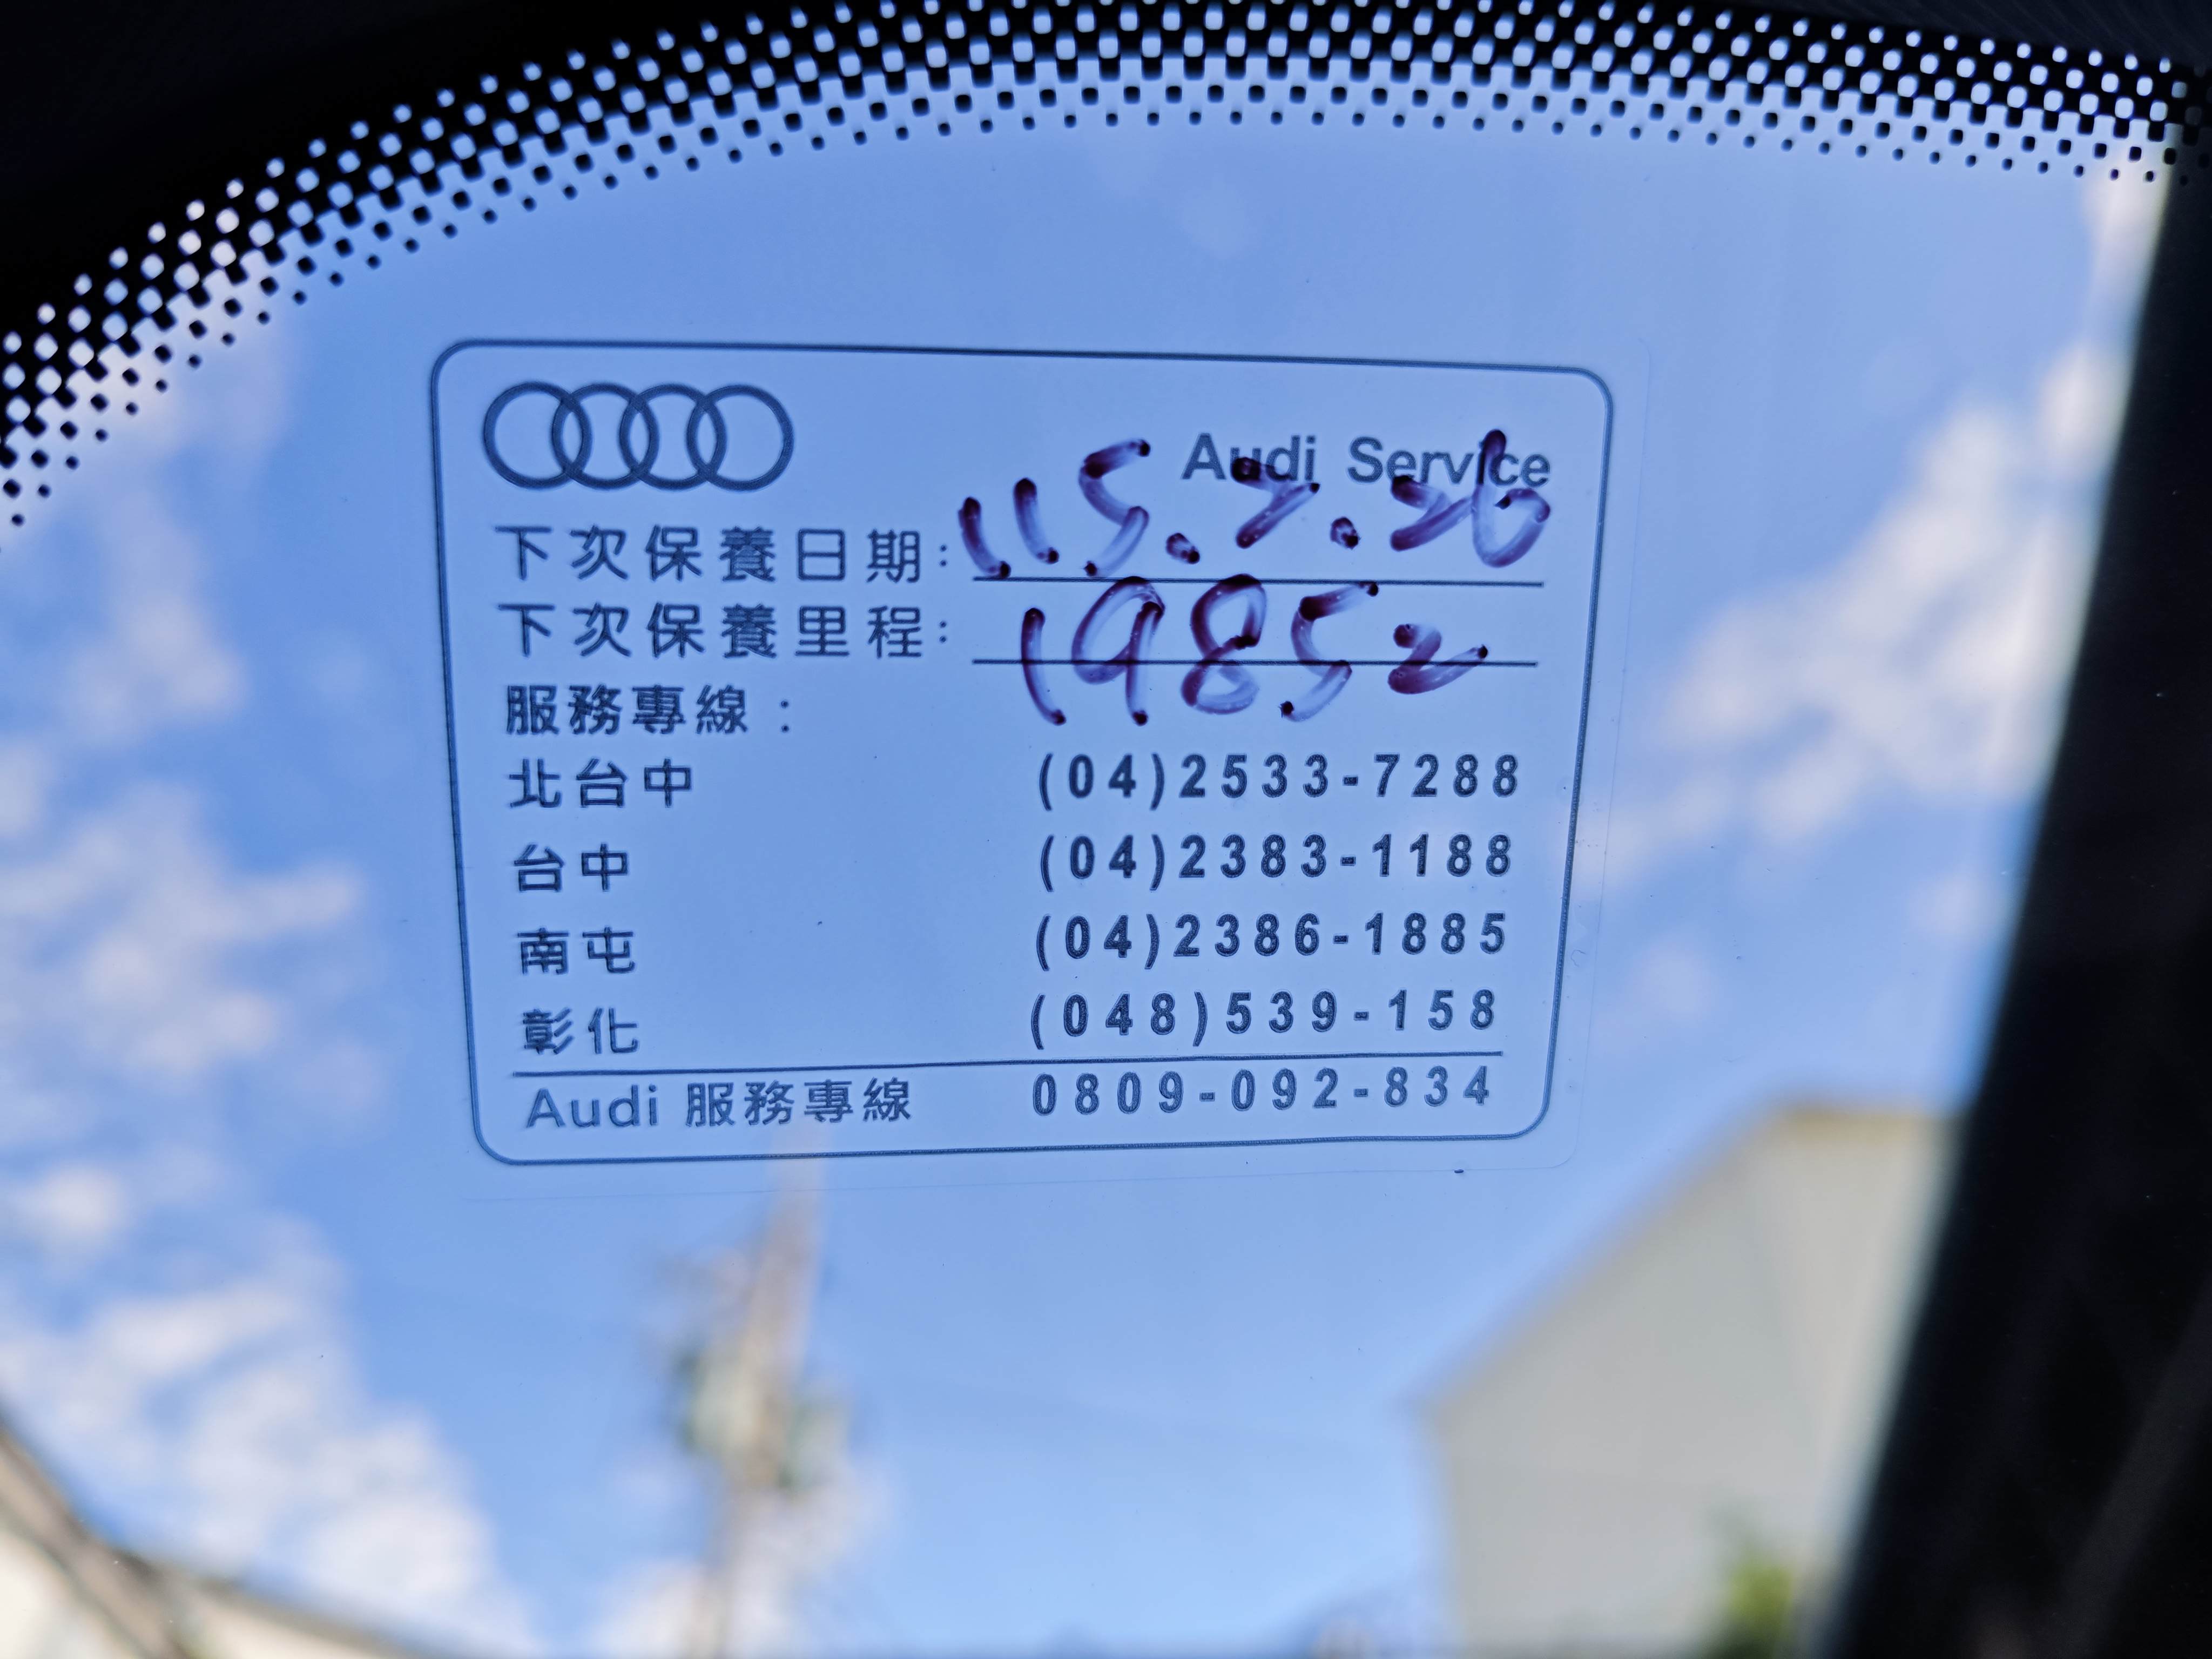 Audi Service
下次保養日期: 115.2.26
下次保養里程: 19852
服務專線:
北台中 (04)2533-7288
台中 (04)2383-1188
南屯 (04)2386-1885
彰化 (048)539-158
Audi 服務專線 0809-092-834